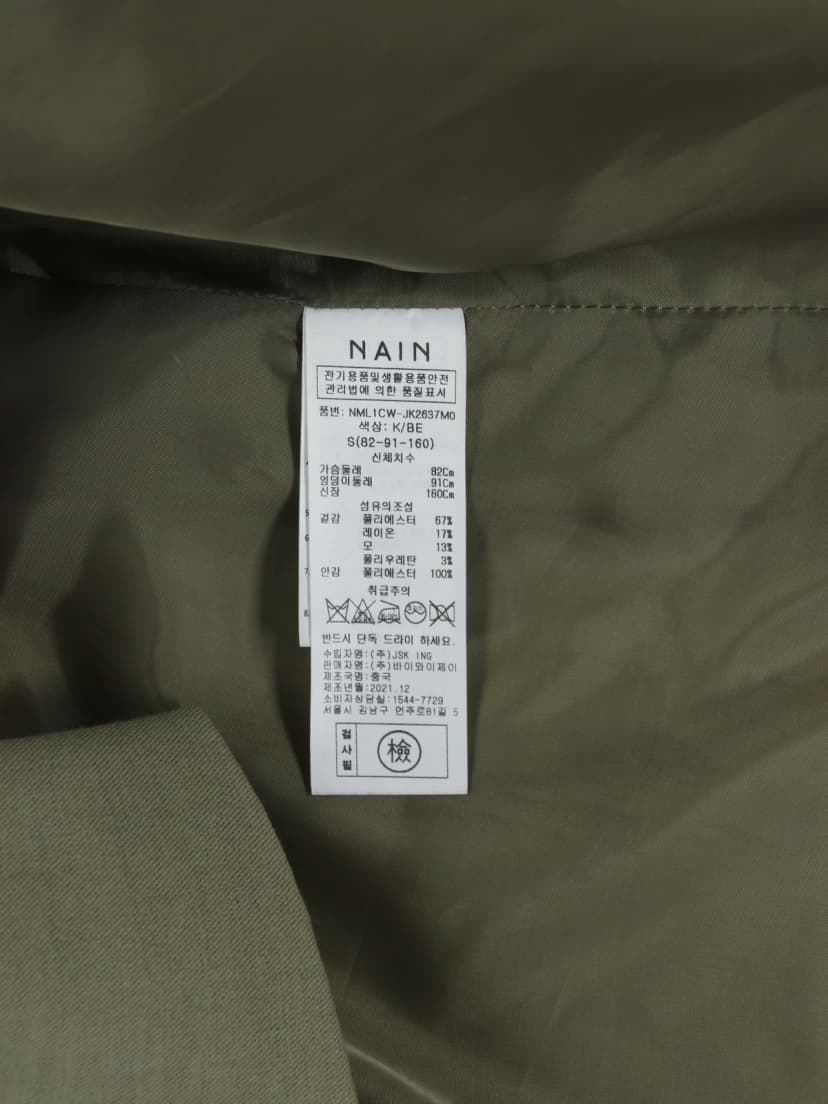 NAIN
전기용품및생활용품안전
관리법에 의한 품질표시
품번: NML1CW-JK2637M0
색상: K/BE
S(82-91-160)
신체치수
가슴둘레 82Cm
엉덩이둘레 91Cm
신장 160Cm
섬유의조성
겉감 폴리에스터 67%
레이온 17%
모 13%
폴리우레탄 3%
안감 폴리에스터 100%
취급주의
반드시 단독 드라이 하세요.
수입자명:(주)JSK ING
판매자명:(주)바이와이제이
제조국명:중국
제조년월:2021.12
소비자상담실:1544-7729
서울시 강남구 언주로81길 5
검사필
檢